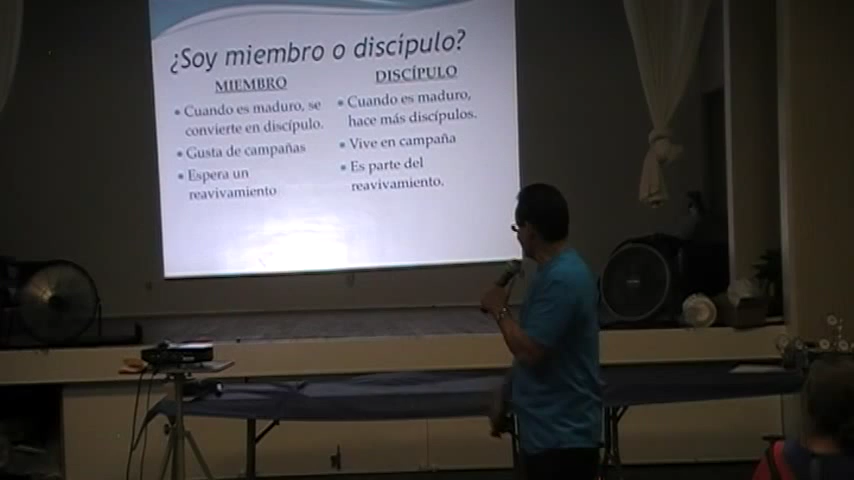 ¿Soy miembro o discípulo?
MIEMBRO
• Cuando es maduro, se
convierte en discípulo.
• Gusta de campañas
• Espera un
reavivamiento
DISCÍPULO
• Cuando es maduro,
hace más discípulos.
• Vive en campaña
• Es parte del
reavivamiento.